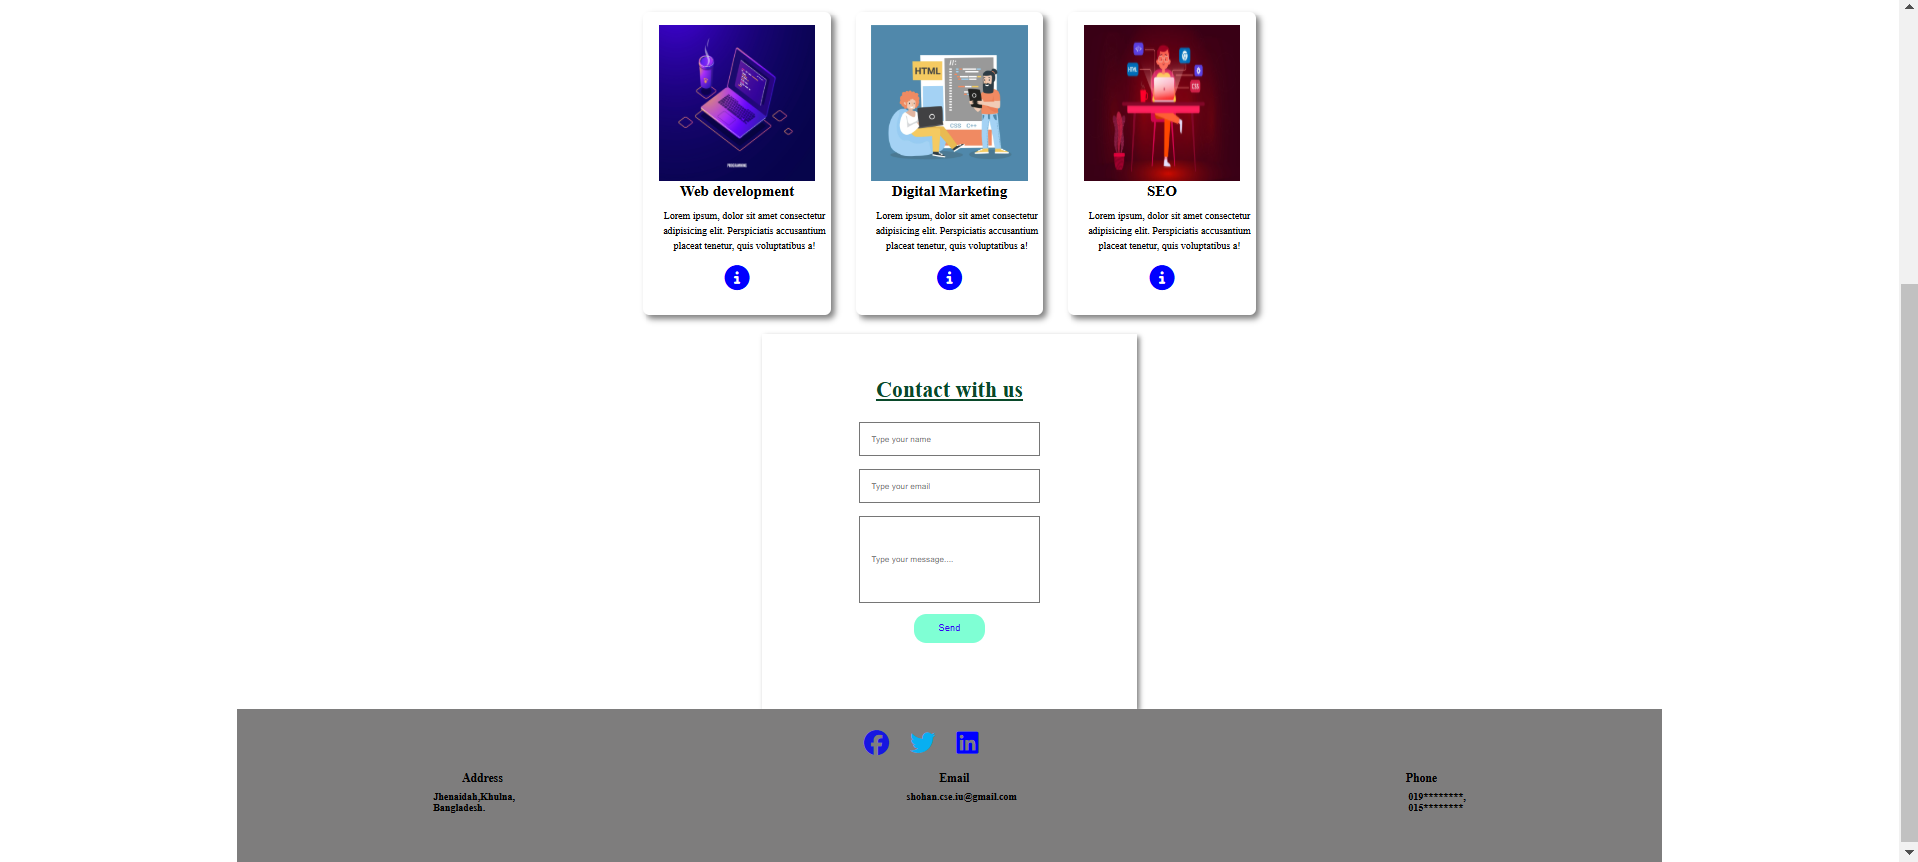 HTML
CSS C++
HTML
CSS
Web development
Lorem ipsum, dolor sit amet consectetur
adipisicing elit. Perspiciatis accusantium
placeat tenetur, quis voluptatibus a!
Digital Marketing
Lorem ipsum, dolor sit amet consectetur
adipisicing elit. Perspiciatis accusantium
placeat tenetur, quis voluptatibus a!
SEO
Lorem ipsum, dolor sit amet consectetur
adipisicing elit. Perspiciatis accusantium
placeat tenetur, quis voluptatibus a!
Contact with us
Type your name
Type your email
Type your message....
Send
Address
Jhenaidah,Khulna,
Bangladesh.
Email
shohan.cse.iu@gmail.com
Phone
019********,
015********